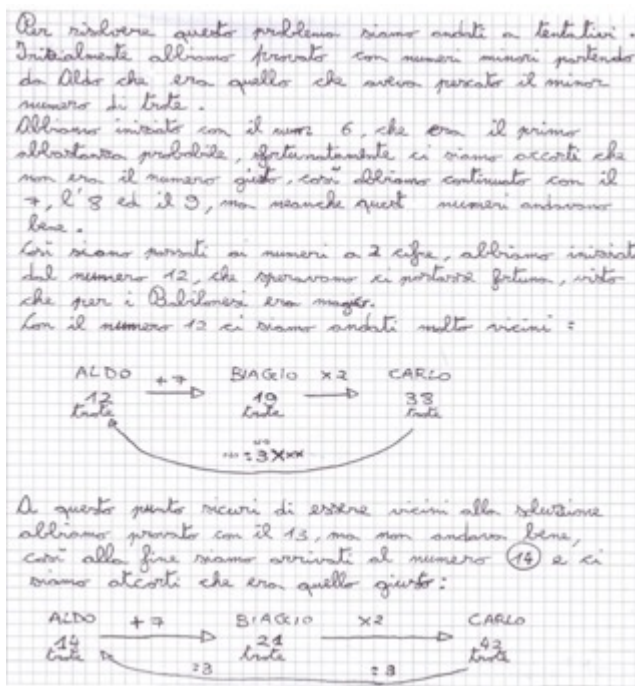 Per risolvere questo problema siamo andati a tentativi.
Inizialmente abbiamo provato con numeri minori partendo
da Aldo che era quello che aveva pescato il minor
numero di trote.
Abbiamo iniziato con il num 6, che era il primo
abbastanza probabile, sfortunatamente ci siamo accorti che
non era il numero giusto, così abbiamo continuato con il
7, l'8 ed il 9, ma neanche quest numeri andavano
bene.
Così siamo passati ai numeri a 2 cifre, abbiamo iniziat
dal numero 12, che speravamo ci portasse fortuna, visto
che per i Babilonesi era magico.
Con il numero 12 ci siamo andati molto vicini :
ALDO +7 BIAGIO X2 CARLO
12 19 38
trote trote trote
NO :3
A questo punto sicuri di essere vicini alla soluzione
abbiamo provato con il 13, ma non andava bene,
così alla fine siamo arrivati al numero 14 e ci
siamo accorti che era quello giusto :
ALDO +7 BIAGIO X2 CARLO
14 21 42
trote trote trote
:3 :3